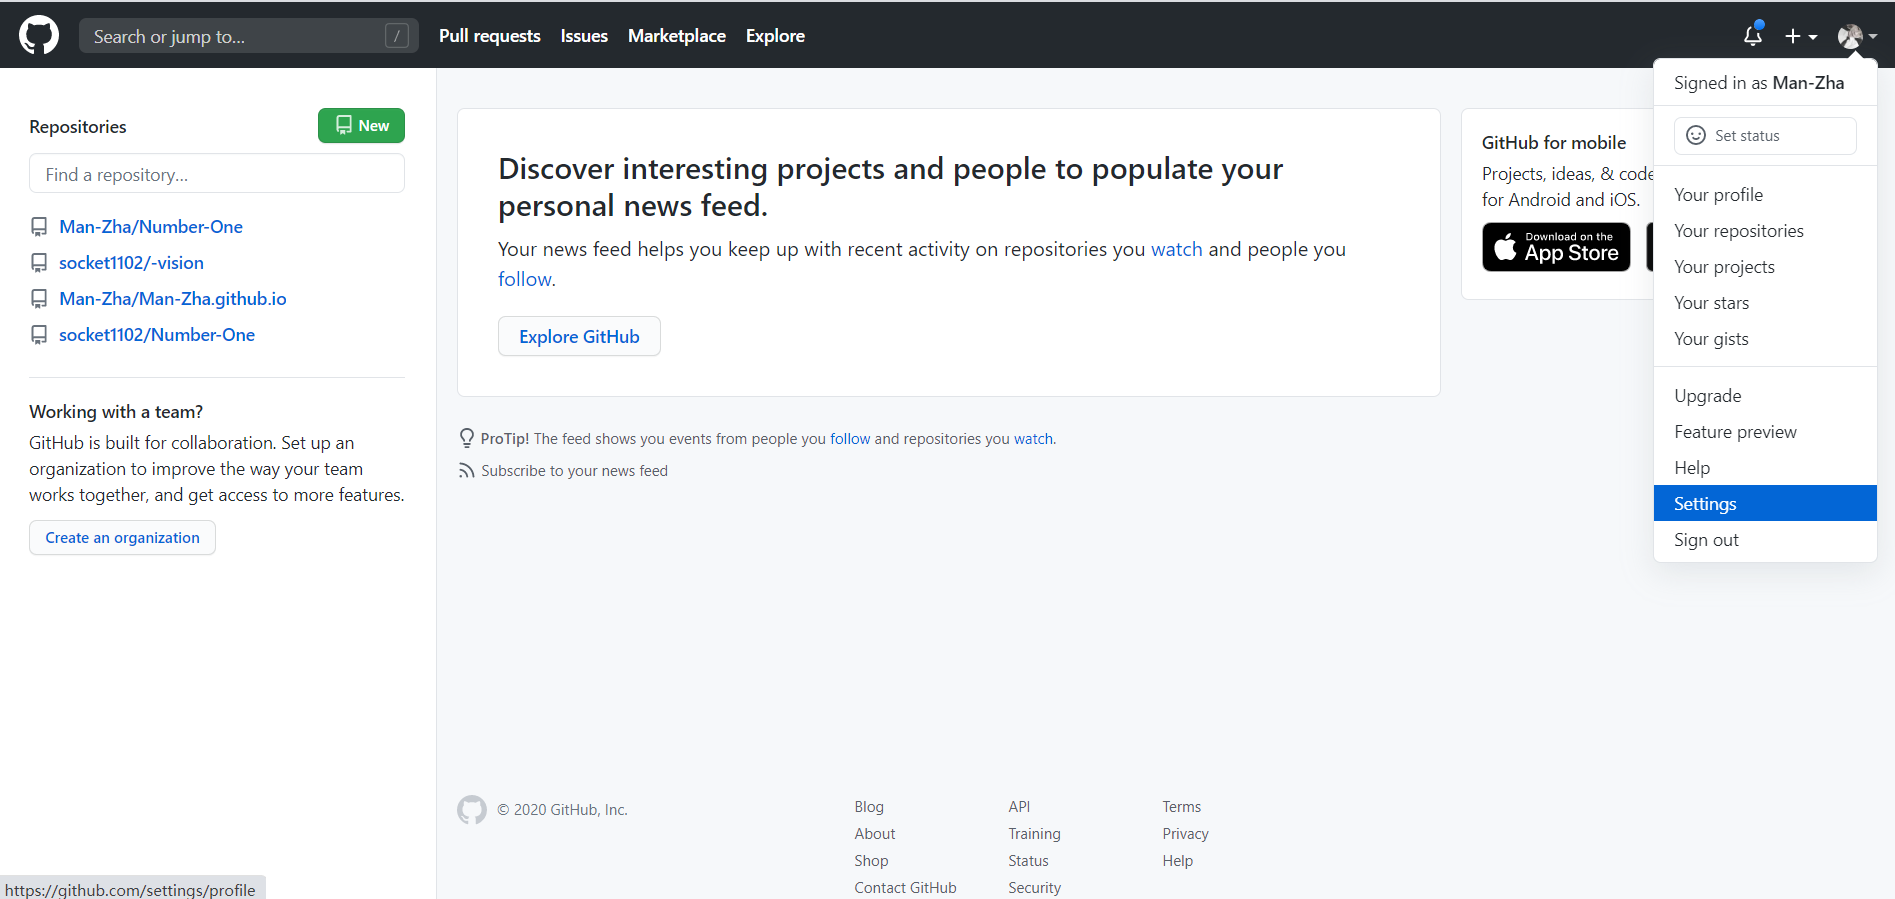 Search or jump to...
/
Pull requests
Issues
Marketplace
Explore
Repositories
New
Find a repository...
Man-Zha/Number-One
socket1102/-vision
Man-Zha/Man-Zha.github.io
socket1102/Number-One
Working with a team?
GitHub is built for collaboration. Set up an
organization to improve the way your team
works together, and get access to more features.
Create an organization
Discover interesting projects and people to populate your
personal news feed.
Your news feed helps you keep up with recent activity on repositories you watch and people you
follow.
Explore GitHub
ProTip! The feed shows you events from people you follow and repositories you watch.
Subscribe to your news feed
GitHub for mobile
Projects, ideas, & code
for Android and iOS.
Download on the
App Store
Signed in as Man-Zha
Set status
Your profile
Your repositories
Your projects
Your stars
Your gists
Upgrade
Feature preview
Help
Settings
Sign out
© 2020 GitHub, Inc.
Blog
About
Shop
Contact GitHub
API
Training
Status
Security
Terms
Privacy
Help
https://github.com/settings/profile